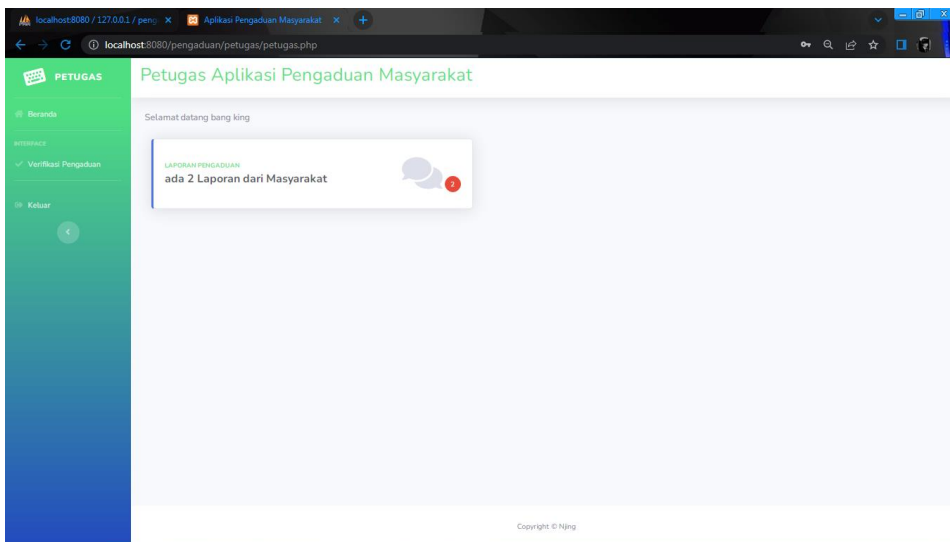 localhost:8080 / 127.0.0.1 / peng
Aplikasi Pengaduan Masyarakat
localhost:8080/pengaduan/petugas/petugas.php
PETUGAS
Petugas Aplikasi Pengaduan Masyarakat
Beranda
Selamat datang bang king
INTERFACE
Verifikasi Pengaduan
LAPORAN PENGADUAN
ada 2 Laporan dari Masyarakat
2
Keluar
Copyright © Njing